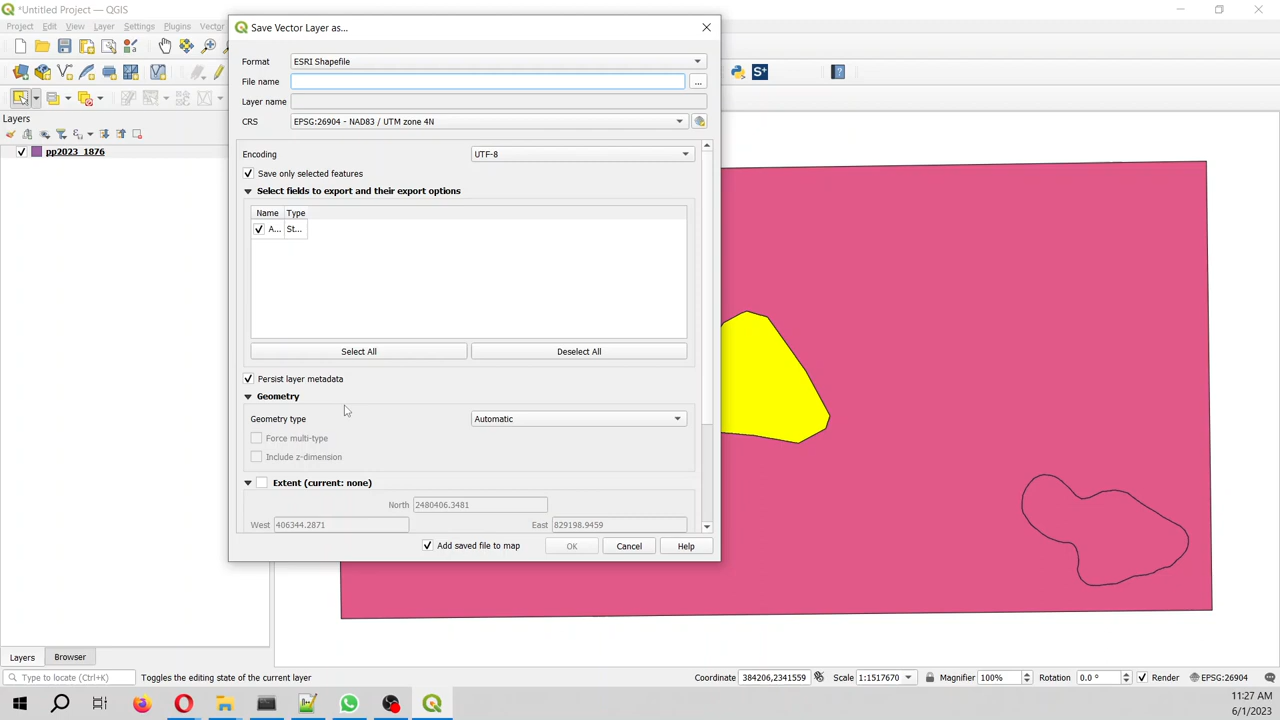 *Untitled Project — QGIS
Project Edit View Layer Settings Plugins Vector
Save Vector Layer as...
Format ESRI Shapefile
File name ...
Layer name
CRS EPSG:26904 - NAD83 / UTM zone 4N
Encoding UTF-8
Save only selected features
Select fields to export and their export options
Name Type
A... St...
Select All Deselect All
Persist layer metadata
Geometry
Geometry type Automatic
Force multi-type
Include z-dimension
Extent (current: none)
North 2480406.3481
West 406344.2871 East 829198.9459
Add saved file to map OK Cancel Help
Layers
pp2023_1876
Layers Browser
Type to locate (Ctrl+K) Toggles the editing state of the current layer Coordinate 384206,2341559 Scale 1:1517670 Magnifier 100% Rotation 0.0 ° Render EPSG:26904
11:27 AM
6/1/2023